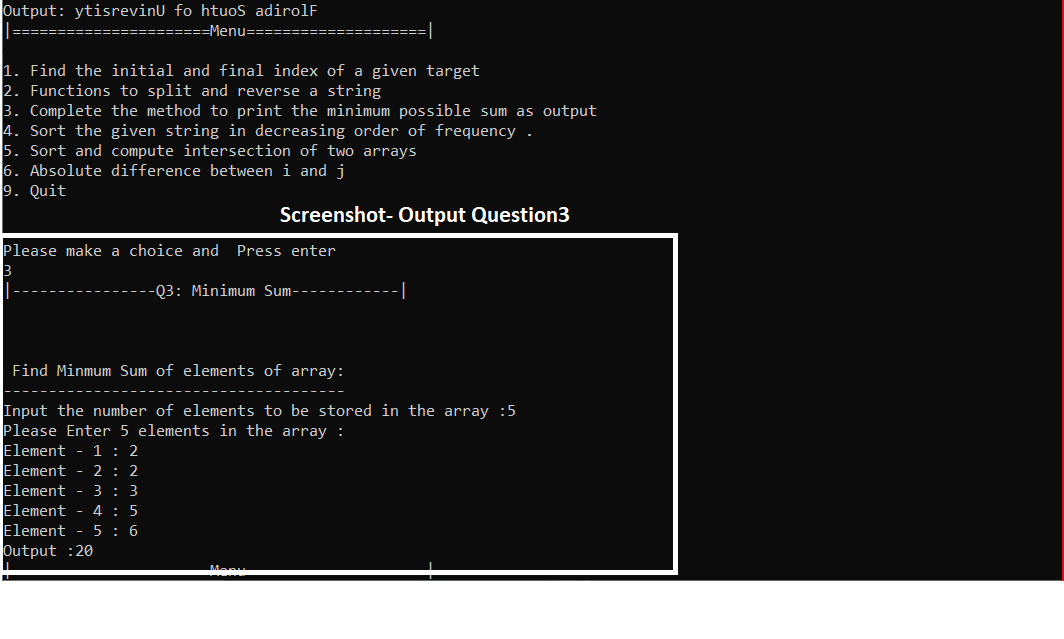 Output: ytisrevinU fo htuoS adirolF
|======================Menu====================|
1. Find the initial and final index of a given target
2. Functions to split and reverse a string
3. Complete the method to print the minimum possible sum as output
4. Sort the given string in decreasing order of frequency .
5. Sort and compute intersection of two arrays
6. Absolute difference between i and j
9. Quit
Screenshot- Output Question3
Please make a choice and  Press enter
3
|----------------Q3: Minimum Sum------------|
Find Minmum Sum of elements of array:
--------------------------------------
Input the number of elements to be stored in the array :5
Please Enter 5 elements in the array :
Element - 1 : 2
Element - 2 : 2
Element - 3 : 3
Element - 4 : 5
Element - 5 : 6
Output :20
|                      Menu                    |